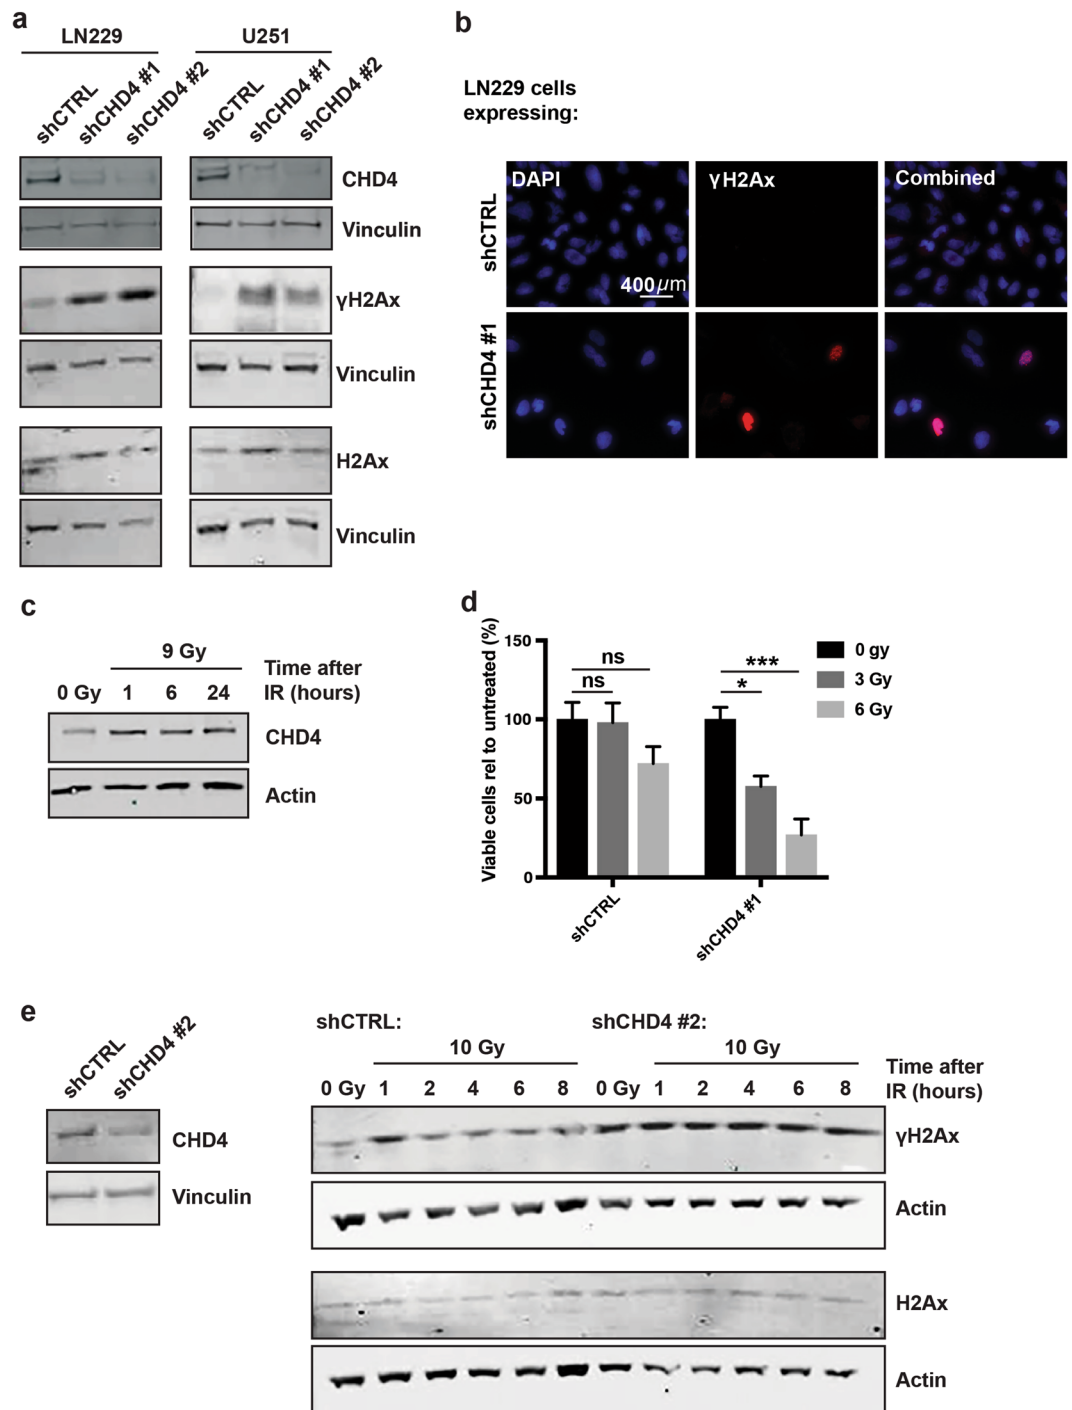 a
LN229 U251
shCTRL shCHD4 #1 shCHD4 #2 shCTRL shCHD4 #1 shCHD4 #2
CHD4
Vinculin
γH2Ax
Vinculin
H2Ax
Vinculin
b
LN229 cells
expressing:
DAPI γH2Ax Combined
shCTRL
400 μm
shCHD4 #1
c
9 Gy
Time after
0 Gy 1 6 24 IR (hours)
CHD4
Actin
d
Viable cells rel to untreated (%)
150
100
50
0
ns
ns
***
*
0 gy
3 Gy
6 Gy
shCTRL
shCHD4 #1
e
shCTRL shCHD4 #2
CHD4
Vinculin
shCTRL: shCHD4 #2:
10 Gy 10 Gy
Time after
0 Gy 1 2 4 6 8 0 Gy 1 2 4 6 8 IR (hours)
γH2Ax
Actin
H2Ax
Actin